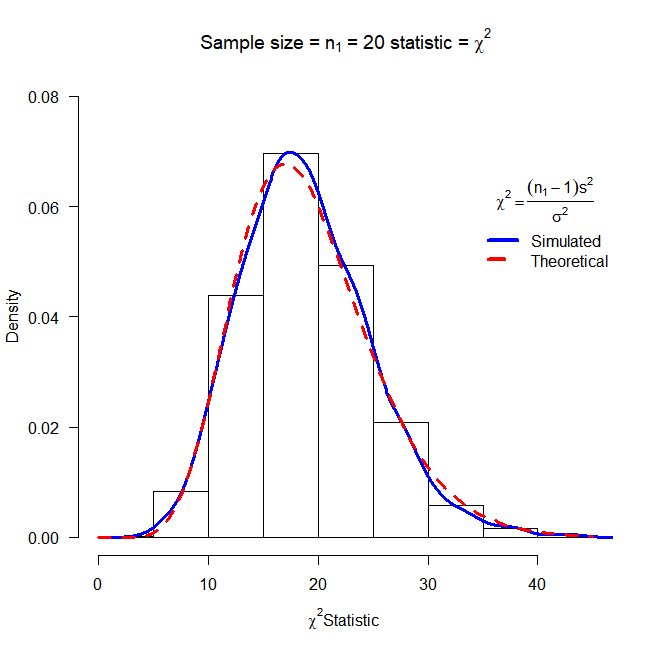 Sample size = n₁ = 20 statistic = χ²
0.08
0.06
0.04
0.02
0.00
Density
χ² = (n₁ − 1)s² / σ²
Simulated
Theoretical
0 10 20 30 40
χ²Statistic